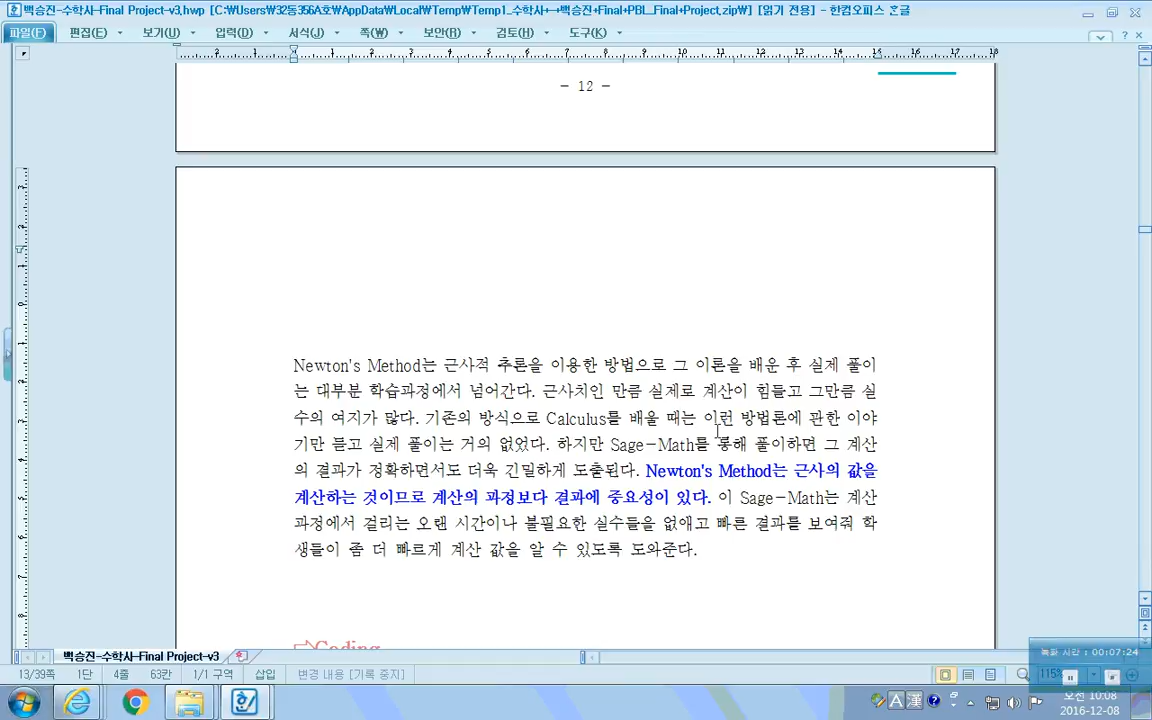 백승진-수학사-Final Project-v3.hwp [C:₩Users₩32동356A호₩AppData₩Local₩Temp₩Temp1_수학사+-+백승진+Final+PBL_Final+Project.zip₩] [읽기 전용] - 한컴오피스 한글
파일(F) 편집(E) 보기(U) 입력(D) 서식(J) 쪽(W) 보안(B) 검토(H) 도구(K)
- 12 -
Newton's Method는 근사적 추론을 이용한 방법으로 그 이론을 배운 후 실제 풀이
는 대부분 학습과정에서 넘어간다. 근사치인 만큼 실제로 계산이 힘들고 그만큼 실
수의 여지가 많다. 기존의 방식으로 Calculus를 배울 때는 이런 방법론에 관한 이야
기만 듣고 실제 풀이는 거의 없었다. 하지만 Sage-Math를 통해 풀이하면 그 계산
의 결과가 정확하면서도 더욱 긴밀하게 도출된다. Newton's Method는 근사의 값을
계산하는 것이므로 계산의 과정보다 결과에 중요성이 있다. 이 Sage-Math는 계산
과정에서 걸리는 오랜 시간이나 불필요한 실수들을 없애고 빠른 결과를 보여줘 학
생들이 좀 더 빠르게 계산 값을 알 수 있도록 도와준다.
⇨Coding
백승진-수학사-Final Project-v3
녹화 시간 : 00:07:24
13/39쪽 1단 4줄 63칸 1/1 구역 삽입 변경 내용 [기록 중지] 115%
A 漢 오전 10:08
2016-12-08